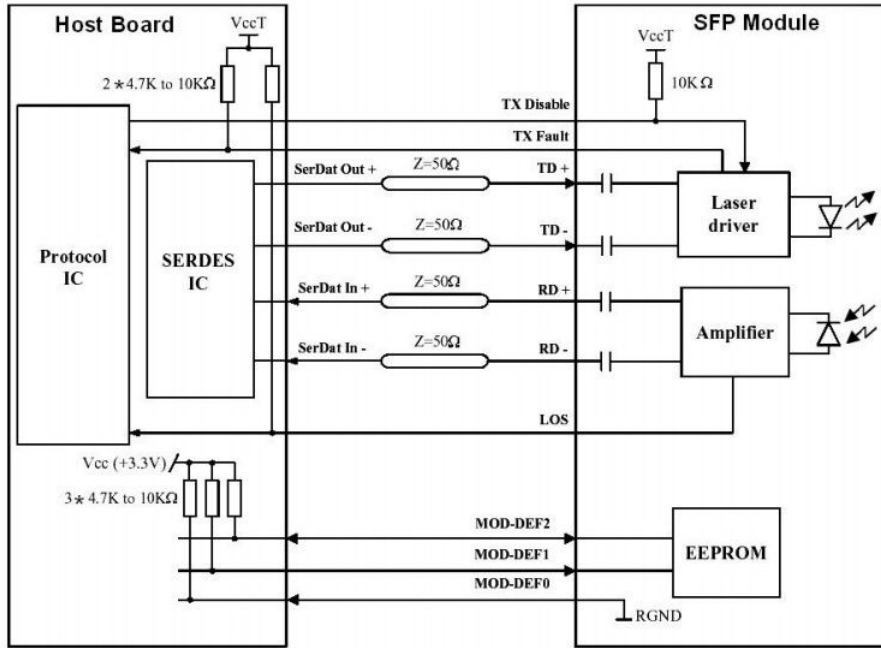 Host Board
SFP Module
VccT
VccT
2*4.7K to 10KΩ
10KΩ
TX Disable
TX Fault
SerDat Out +
Z=50Ω
TD +
SerDat Out -
Z=50Ω
TD -
Laser
driver
Protocol
IC
SERDES
IC
SerDat In +
Z=50Ω
RD +
SerDat In -
Z=50Ω
RD -
Amplifier
LOS
Vcc (+3.3V)
3*4.7K to 10KΩ
MOD-DEF2
MOD-DEF1
MOD-DEF0
EEPROM
RGND